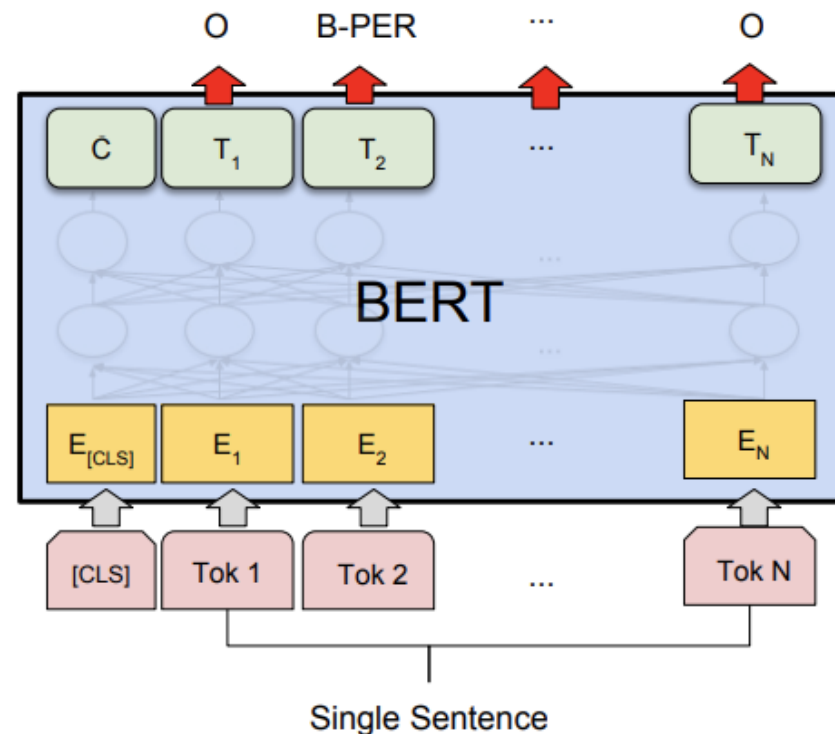 O B-PER ... O
C T1 T2 ... TN
...
BERT
...
E[CLS] E1 E2 ... EN
[CLS] Tok 1 Tok 2 ... Tok N
Single Sentence